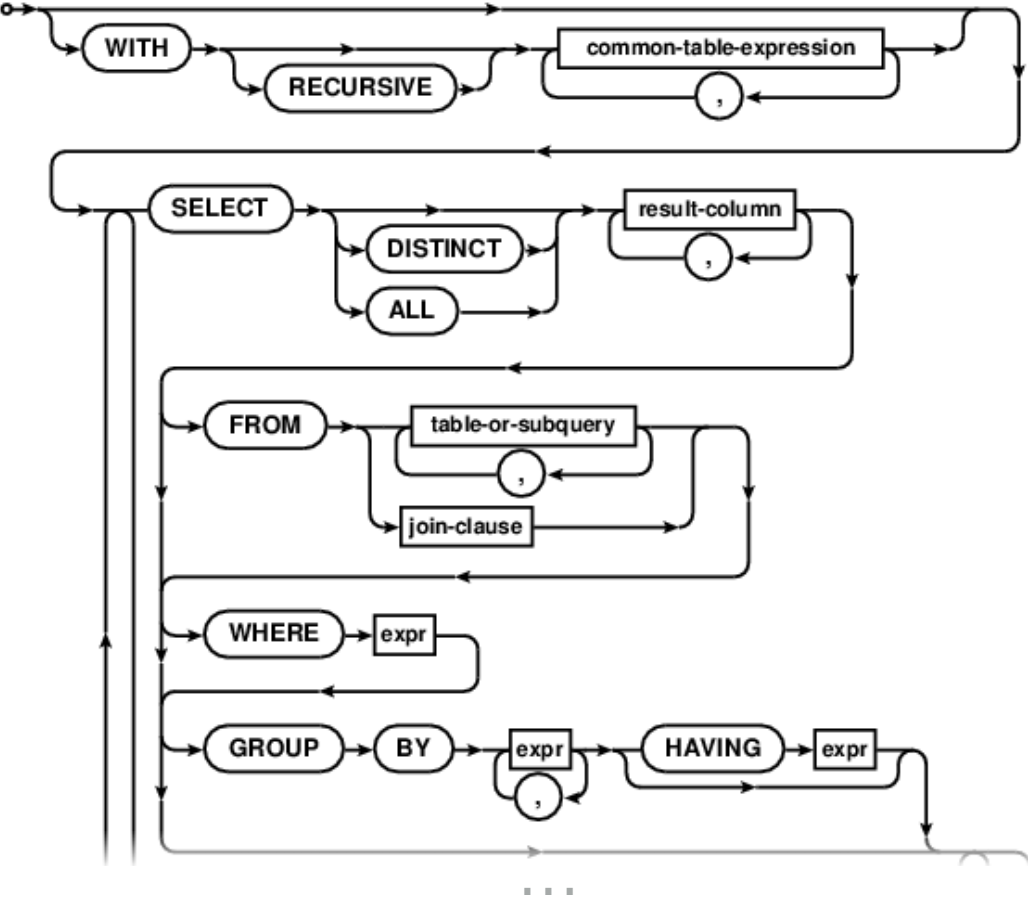 WITH common-table-expression
RECURSIVE ,
SELECT result-column
DISTINCT ,
ALL
FROM table-or-subquery
,
join-clause
WHERE expr
GROUP BY expr HAVING expr
,
...